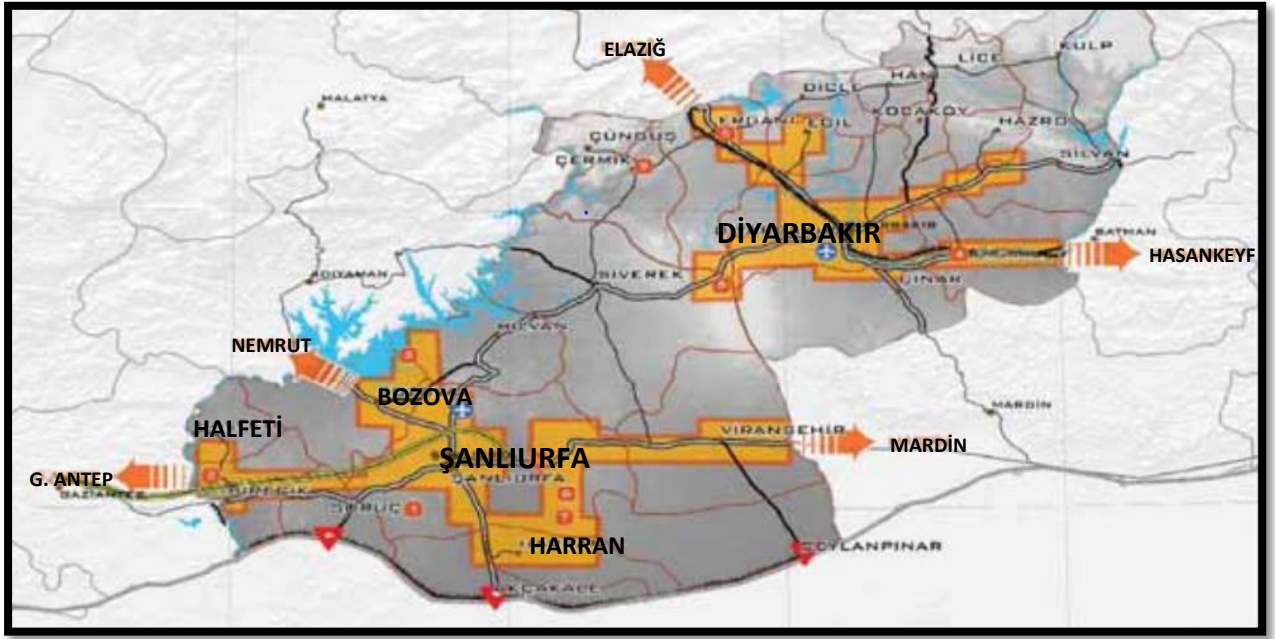 ELAZIĞ
KULP
LİCE
HANİ
DİCLE
MALATYA
KOCAKÖY
ERGANİ
EĞİL
HAZRO
ÇÜNGÜŞ
ÇERMİK
SİLVAN
DİYARBAKIR
BATMAN
HASANKEYF
ADIYAMAN
SİVEREK
ÇINAR
HİLVAN
NEMRUT
BOZOVA
MARDİN
HALFETİ
VİRANŞEHİR
MARDİN
ŞANLIURFA
G. ANTEP
ŞANLIURFA
GAZİANTEP
BİRECİK
SURUÇ
HARRAN
CEYLANPINAR
AKÇAKALE